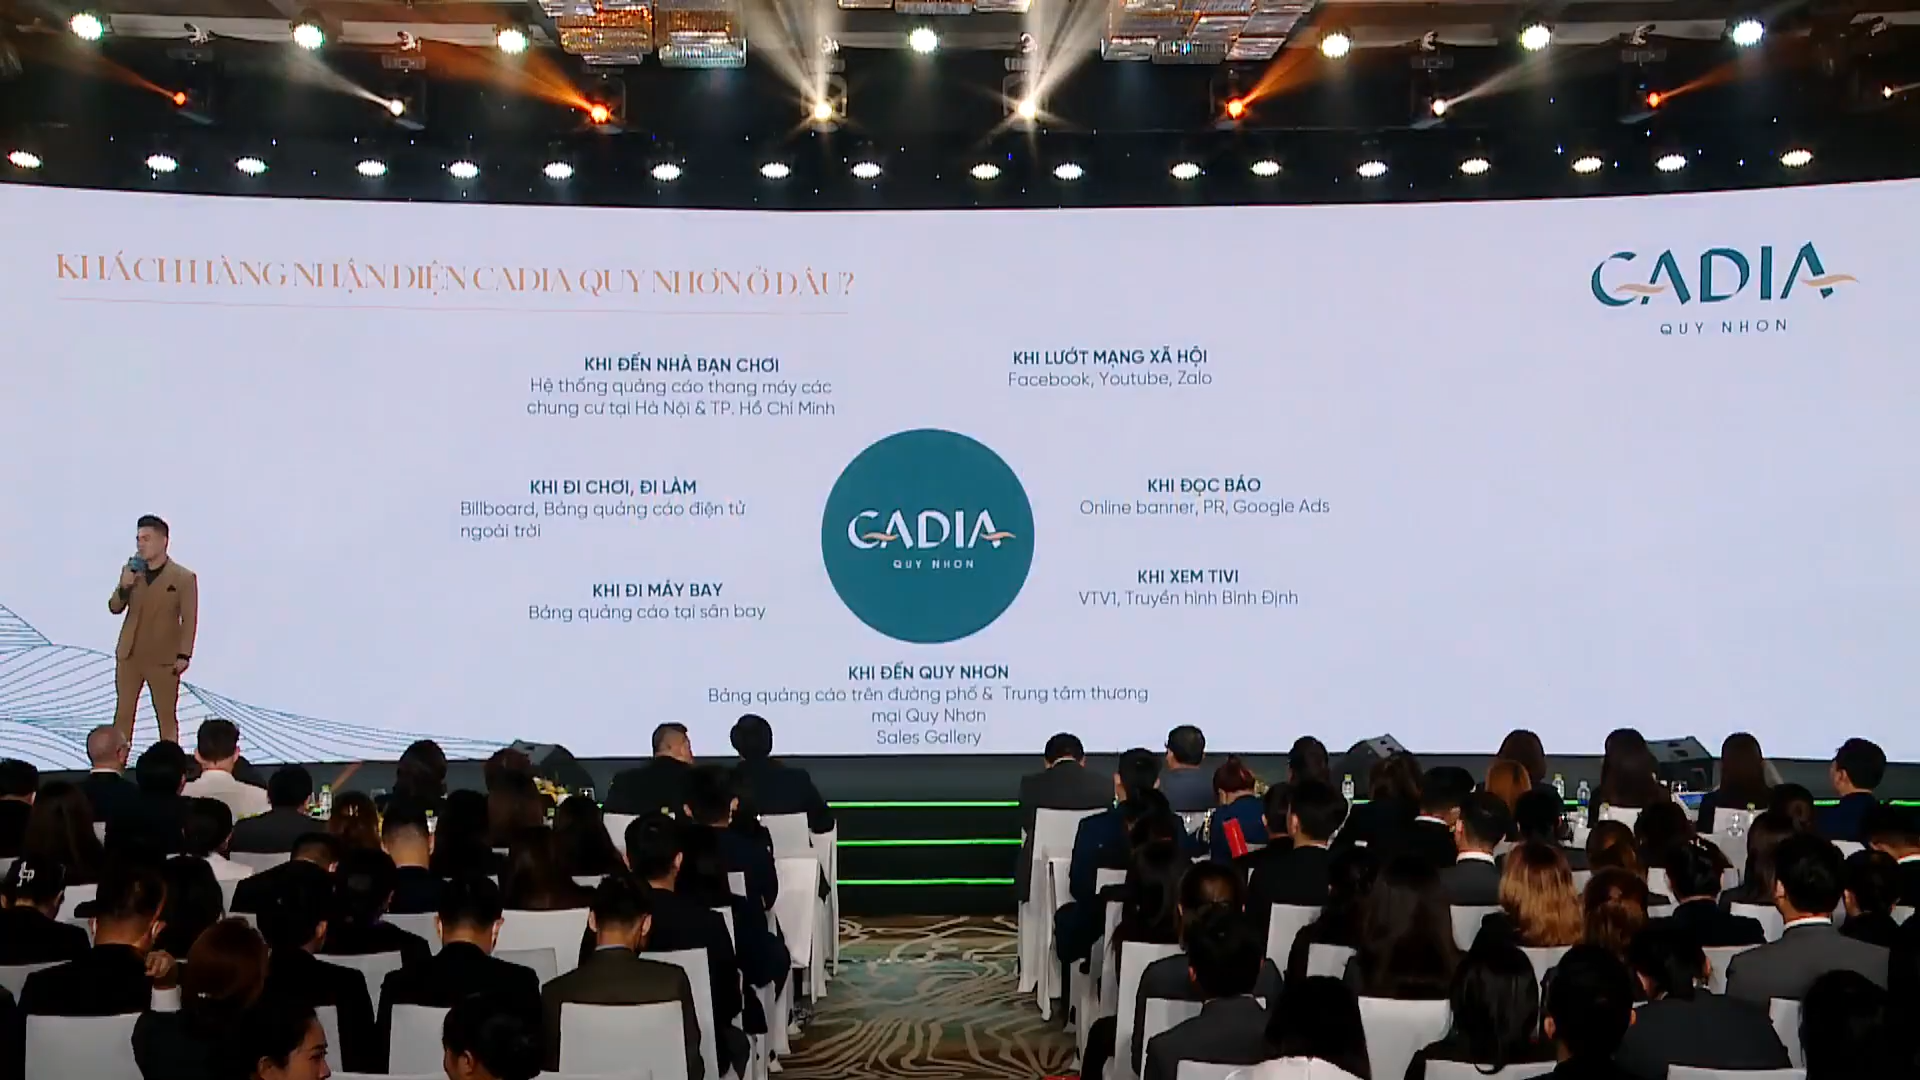 KHÁCH HÀNG NHẬN DIỆN CADIA QUY NHƠN Ở ĐÂU?
CADIA
QUY NHON
KHI ĐẾN NHÀ BẠN CHƠI
Hệ thống quảng cáo thang máy các
chung cư tại Hà Nội & TP. Hồ Chí Minh
KHI LƯỚT MẠNG XÃ HỘI
Facebook, Youtube, Zalo
KHI ĐI CHƠI, ĐI LÀM
Billboard, Bảng quảng cáo điện tử
ngoài trời
KHI ĐỌC BÁO
Online banner, PR, Google Ads
CADIA
QUY NHON
KHI ĐI MÁY BAY
Bảng quảng cáo tại sân bay
KHI XEM TIVI
VTV1, Truyền hình Bình Định
KHI ĐẾN QUY NHƠN
Bảng quảng cáo trên đường phố & Trung tâm thương
mại Quy Nhơn
Sales Gallery